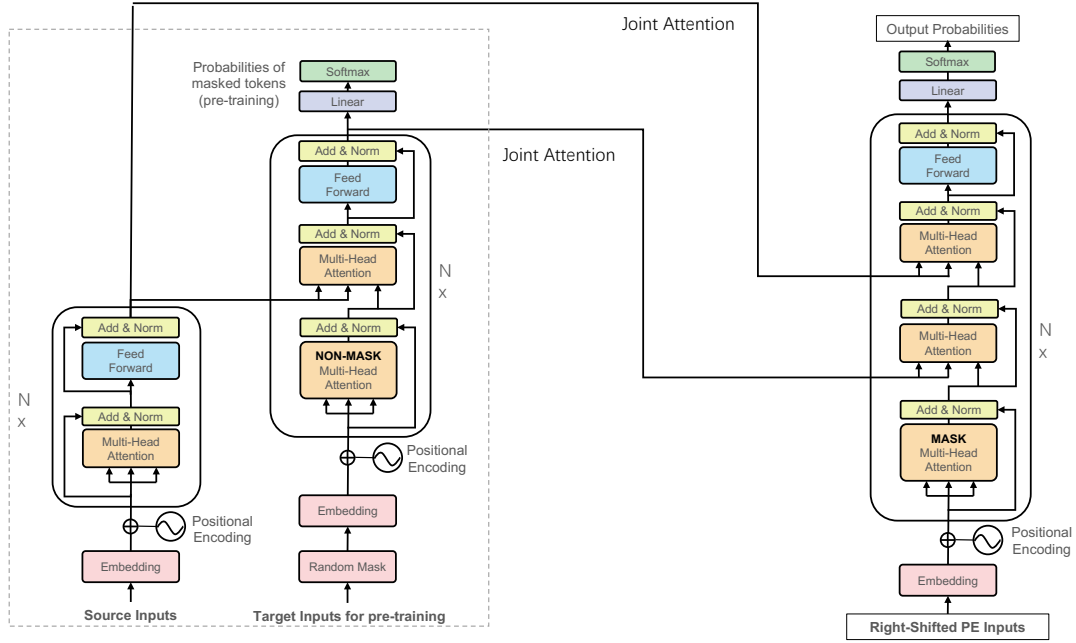 Joint Attention
Output Probabilities
Softmax
Linear
Add & Norm
Feed
Forward
Add & Norm
Multi-Head
Attention
Add & Norm
Multi-Head
Attention
Add & Norm
MASK
Multi-Head
Attention
N
x
Positional
Encoding
Embedding
Right-Shifted PE Inputs
Probabilities of
masked tokens
(pre-training)
Softmax
Linear
Joint Attention
Add & Norm
Feed
Forward
Add & Norm
Multi-Head
Attention
N
x
Add & Norm
NON-MASK
Multi-Head
Attention
Positional
Encoding
Embedding
Random Mask
Target Inputs for pre-training
Add & Norm
Feed
Forward
N
x
Add & Norm
Multi-Head
Attention
Positional
Encoding
Embedding
Source Inputs